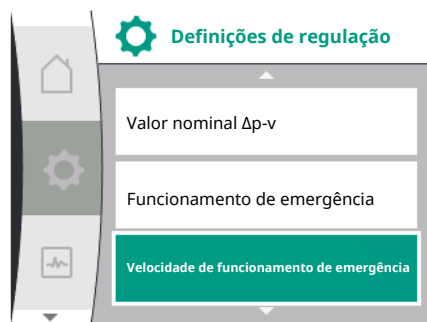 Definições de regulação
Valor nominal Δp-v
Funcionamento de emergência
Velocidade de funcionamento de emergência